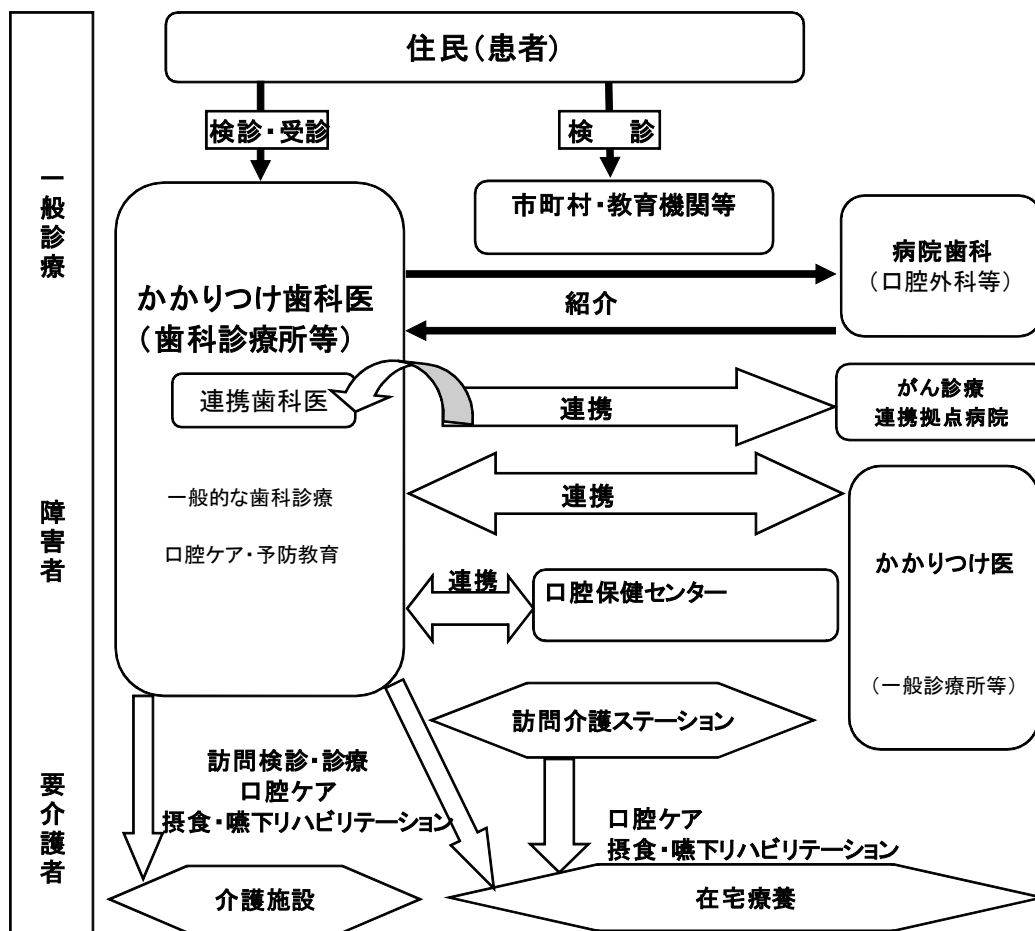 住民（患者）
検診・受診
検　診
一般診療
市町村・教育機関等
病院歯科
（口腔外科等）
かかりつけ歯科医
（歯科診療所等）
紹介
連携歯科医
連携
がん診療
連携拠点病院
障害者
一般的な歯科診療
連携
口腔ケア・予防教育
かかりつけ医
連携
口腔保健センター
（一般診療所等）
訪問介護ステーション
要介護者
訪問検診・診療
口腔ケア
摂食・嚥下リハビリテーション
口腔ケア
摂食・嚥下リハビリテーション
介護施設
在宅療養